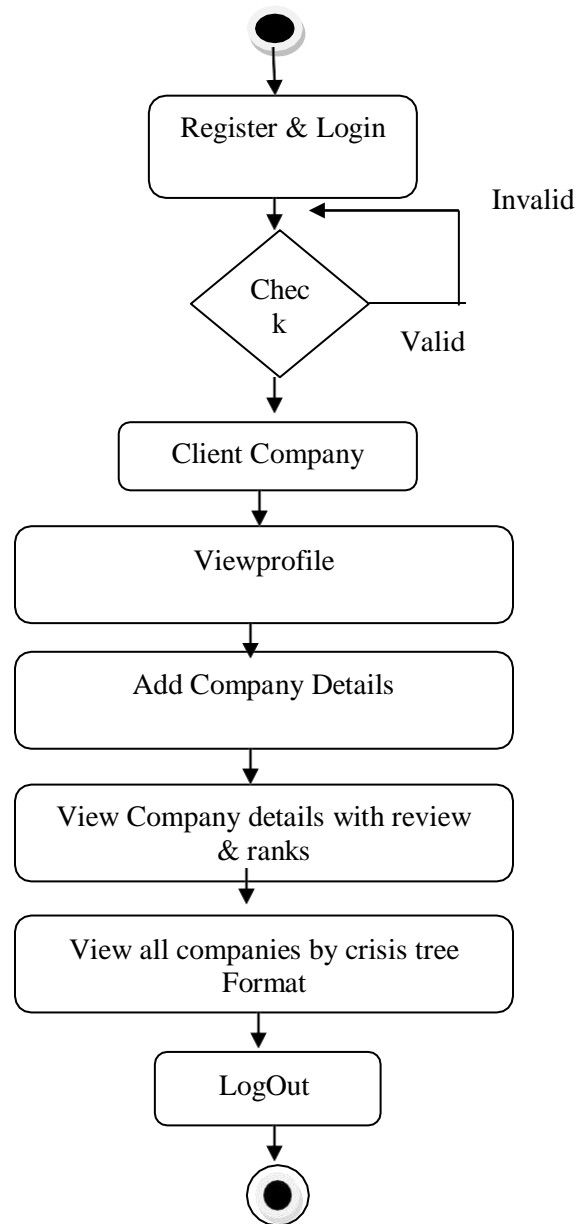 Register & Login
Invalid
Chec
k
Valid
Client Company
Viewprofile
Add Company Details
View Company details with review
& ranks
View all companies by crisis tree
Format
LogOut